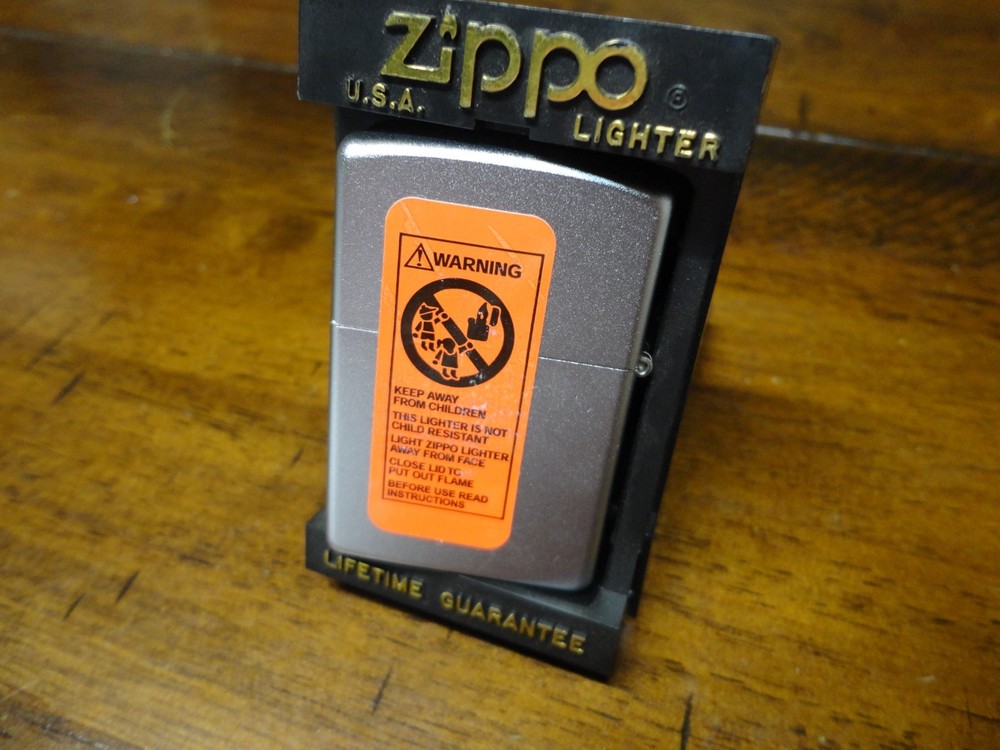 Zippo
U.S.A.
®
LIGHTER
WARNING
KEEP AWAY
FROM CHILDREN
THIS LIGHTER IS NOT
CHILD RESISTANT
LIGHT ZIPPO LIGHTER
AWAY FROM FACE
CLOSE LID TO
PUT OUT FLAME
BEFORE USE READ
INSTRUCTIONS
LIFETIME GUARANTEE